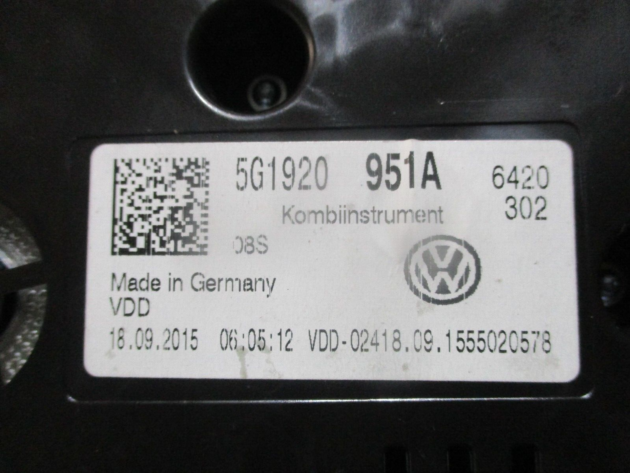 5G1920 951A 6420
Kombiinstrument 302
08S
Made in Germany
VDD
18.09.2015 06:05:12 VDD-02418.09.1555020578